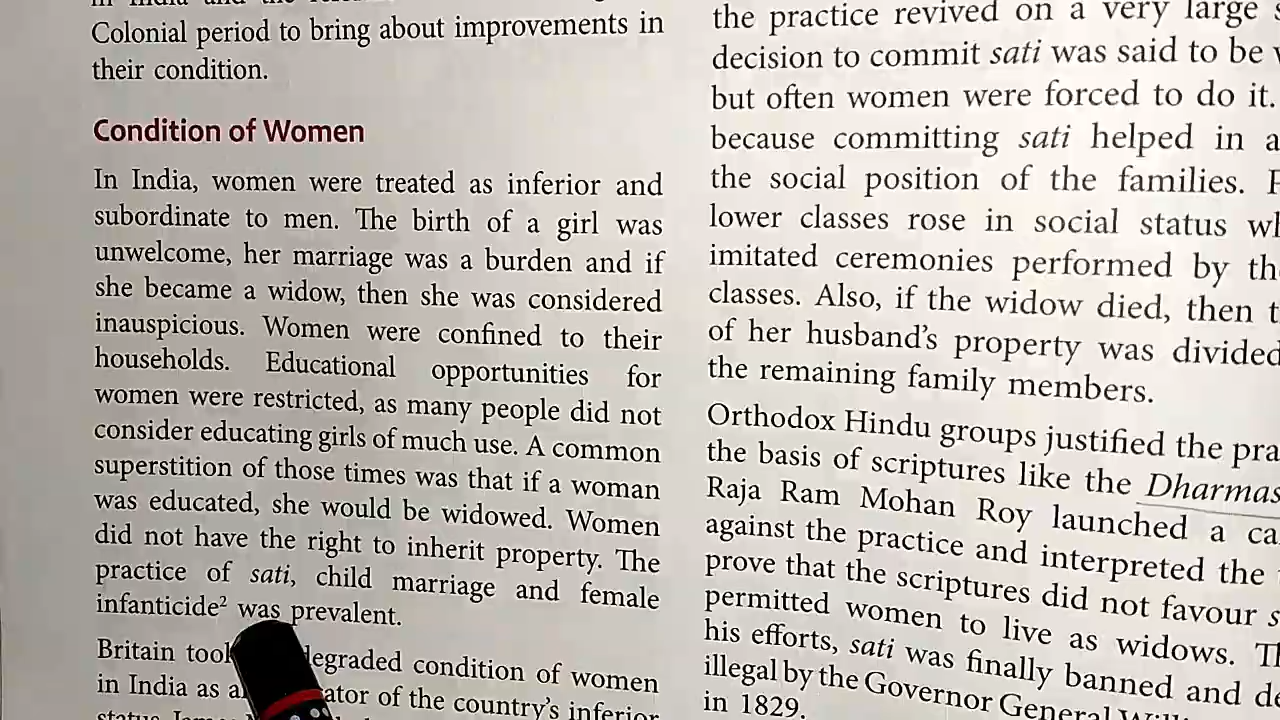 Colonial period to bring about improvements in
their condition.
Condition of Women
In India, women were treated as inferior and
subordinate to men. The birth of a girl was
unwelcome, her marriage was a burden and if
she became a widow, then she was considered
inauspicious. Women were confined to their
households. Educational opportunities for
women were restricted, as many people did not
consider educating girls of much use. A common
superstition of those times was that if a woman
was educated, she would be widowed. Women
did not have the right to inherit property. The
practice of sati, child marriage and female
infanticide² was prevalent.
Britain took degraded condition of women
in India as of the country's inferior
the practice revived on a very large
decision to commit sati was said to be
but often women were forced to do it.
because committing sati helped in
the social position of the families.
lower classes rose in social status
imitated ceremonies performed by
classes. Also, if the widow died, then
of her husband's property was divided
the remaining family members.
Orthodox Hindu groups justified the
the basis of scriptures like the
Raja Ram Mohan Roy launched a
against the practice and interpreted the
prove that the scriptures did not favour
permitted women to live as widows.
his efforts, sati was finally banned and
illegal by the Governor General
in 1829.